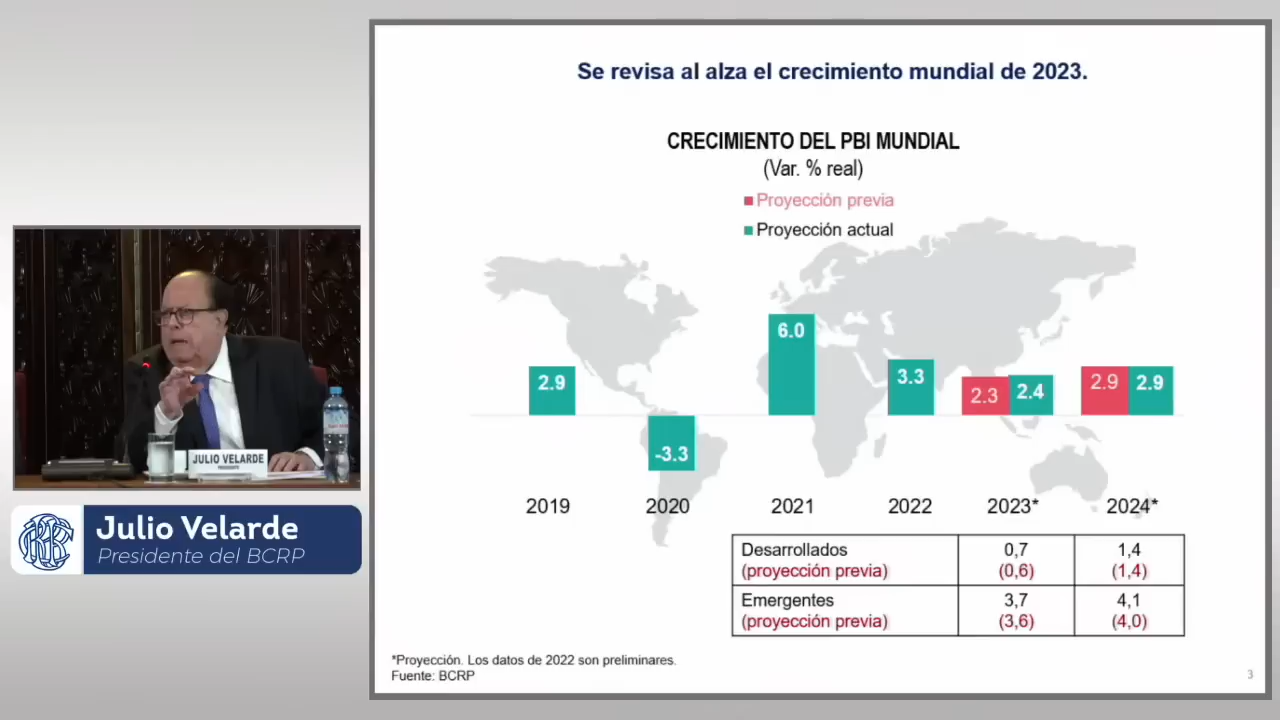 Se revisa al alza el crecimiento mundial de 2023.
CRECIMIENTO DEL PBI MUNDIAL
(Var. % real)
Proyección previa
Proyección actual
2.9
-3.3
6.0
3.3
2.3
2.4
2.9
2.9
2019
2020
2021
2022
2023*
2024*
Desarrollados 0,7 1,4
(proyección previa) (0,6) (1,4)
Emergentes 3,7 4,1
(proyección previa) (3,6) (4,0)
*Proyección. Los datos de 2022 son preliminares.
Fuente: BCRP
3
JULIO VELARDE
PRESIDENTE
Julio Velarde
Presidente del BCRP